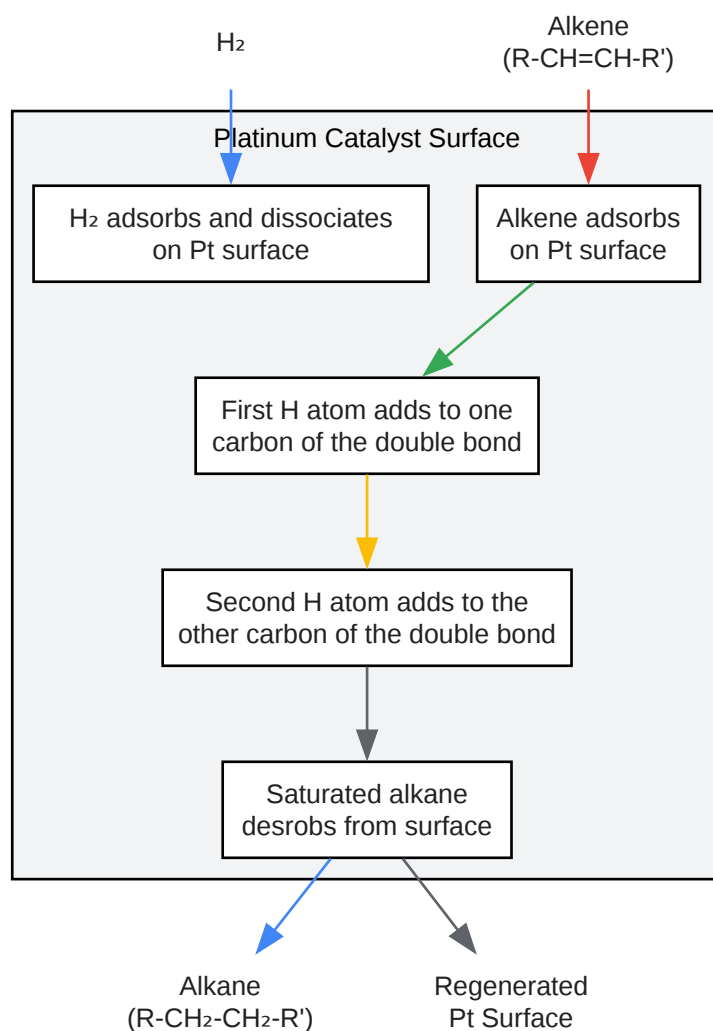 H₂
Alkene
(R-CH=CH-R')
Platinum Catalyst Surface
H₂ adsorbs and dissociates
on Pt surface
Alkene adsorbs
on Pt surface
First H atom adds to one
carbon of the double bond
Second H atom adds to the
other carbon of the double bond
Saturated alkane
desrobs from surface
Alkane
(R-CH₂-CH₂-R')
Regenerated
Pt Surface